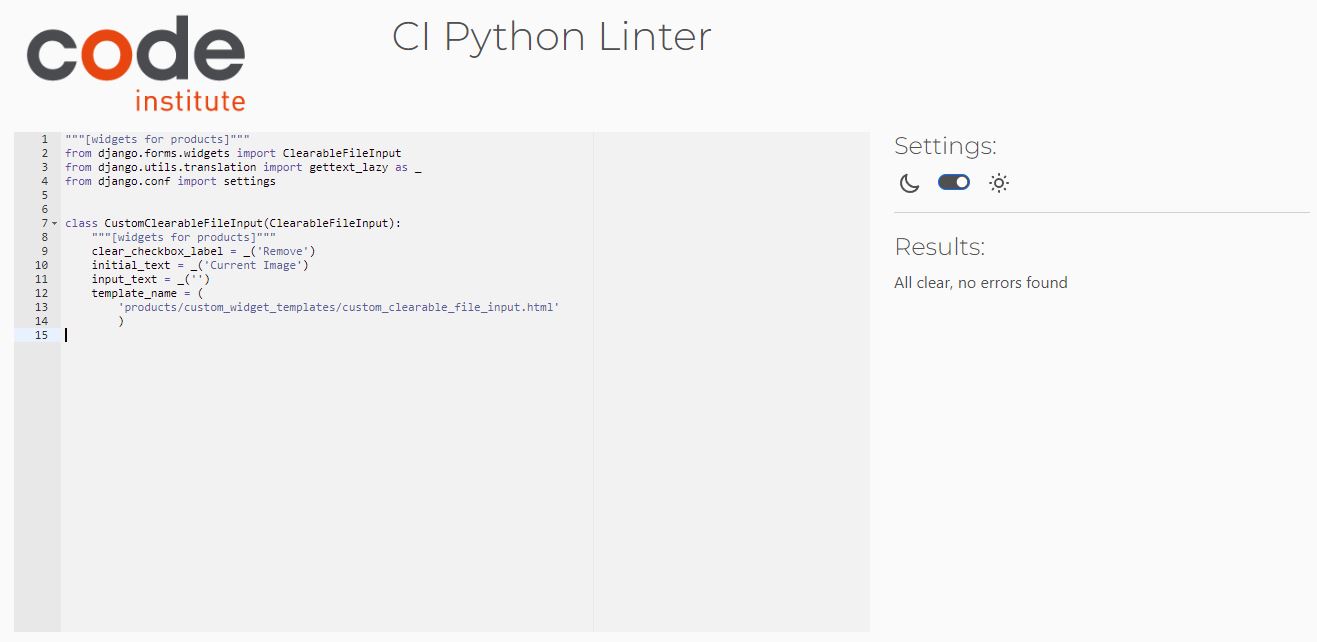 code
institute
CI Python Linter
1 """[widgets for products]"""
2 from django.forms.widgets import ClearableFileInput
3 from django.utils.translation import gettext_lazy as _
4 from django.conf import settings
5
6
7 class CustomClearableFileInput(ClearableFileInput):
8     """[widgets for products]"""
9     clear_checkbox_label = _('Remove')
10     initial_text = _('Current Image')
11     input_text = _('')
12     template_name = (
13         'products/custom_widget_templates/custom_clearable_file_input.html'
14         )
15
Settings:
Results:
All clear, no errors found